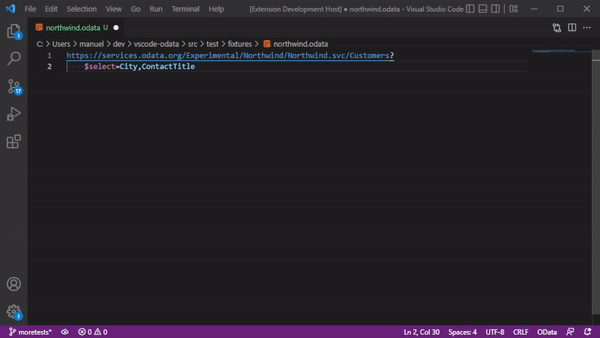 File Edit Selection View Go Run Terminal Help [Extension Development Host] ● northwind.odata - Visual Studio Code
northwind.odata U ●
C: > Users > manuel > dev > vscode-odata > src > test > fixtures > northwind.odata
1 https://services.odata.org/Experimental/Northwind/Northwind.svc/Customers?
2 ····$select=City,ContactTitle
1
17
1
moretests* 0 0 Ln 2, Col 30 Spaces: 4 UTF-8 CRLF OData